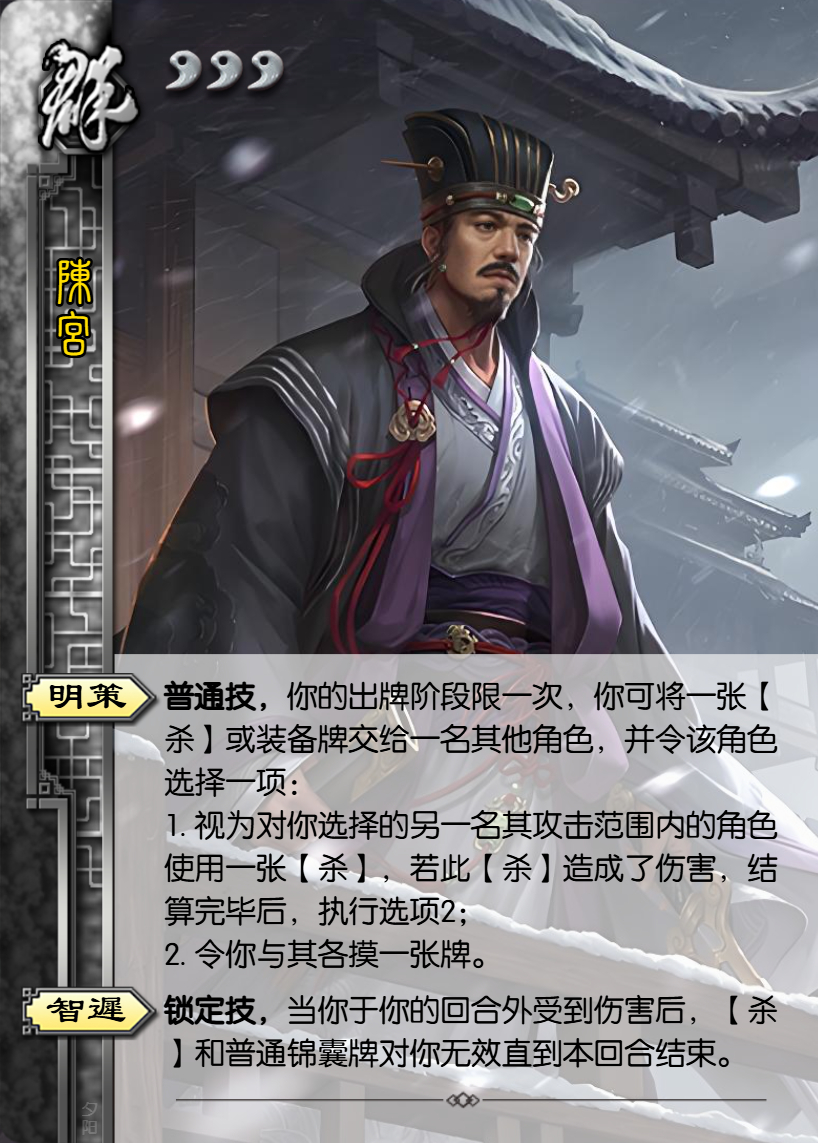 群
陳宮
明策
普通技，你的出牌阶段限一次，你可将一张【
杀】或装备牌交给一名其他角色，并令该角色
选择一项：
1. 视为对你选择的另一名其攻击范围内的角色
使用一张【杀】，若此【杀】造成了伤害，结
算完毕后，执行选项2；
2. 令你与其各摸一张牌。
智遲
锁定技，当你于你的回合外受到伤害后，【杀
】和普通锦囊牌对你无效直到本回合结束。
夕阳